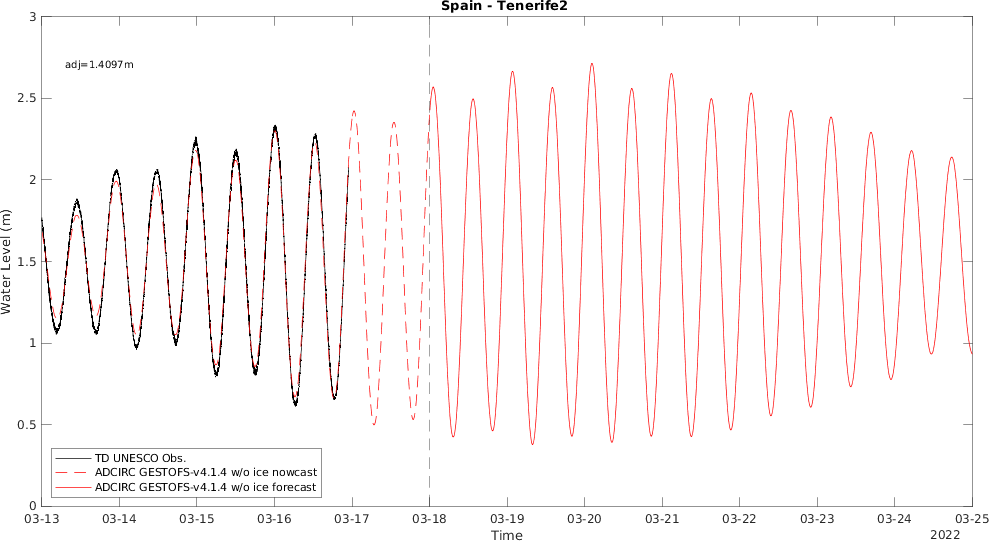 Spain - Tenerife2
adj=1.4097m
Water Level (m)
3
2.5
2
1.5
1
0.5
0
TD UNESCO Obs.
ADCIRC GESTOFS-v4.1.4 w/o ice nowcast
ADCIRC GESTOFS-v4.1.4 w/o ice forecast
03-13 03-14 03-15 03-16 03-17 03-18 03-19 03-20 03-21 03-22 03-23 03-24 03-25
Time
2022